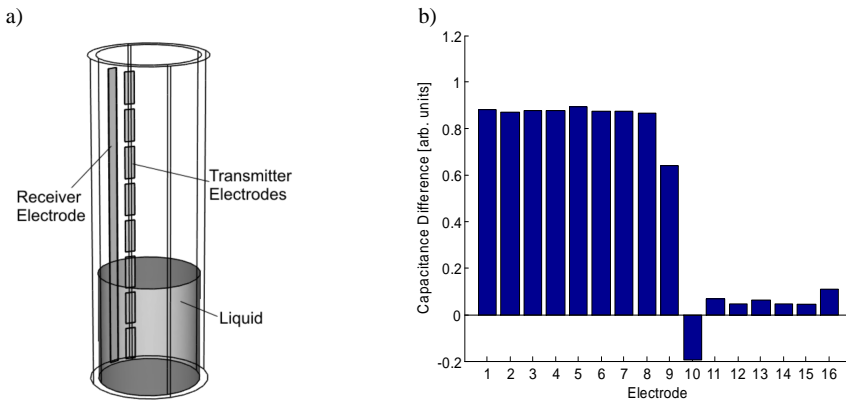 a)
Receiver
Electrode
Transmitter
Electrodes
Liquid
b)
Capacitance Difference [arb. units]
1.2
1
0.8
0.6
0.4
0.2
0
-0.2
1 2 3 4 5 6 7 8 9 10 11 12 13 14 15 16
Electrode